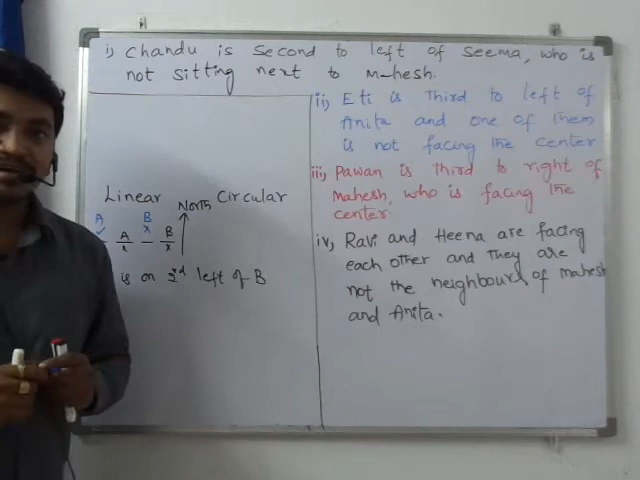 i) Chandu is second to left of Seema, who is
not sitting next to Mahesh.
ii) Eti is Third to left of
Anita and one of them
is not facing the center
iii) Pawan is third to right of
Mahesh, who is facing the
center.
iv) Ravi and Heena are facing
each other and they are
not the neighbours of mahesh
and Anita.
Linear North Circular
A B
A B
x x x
is on 2nd left of B